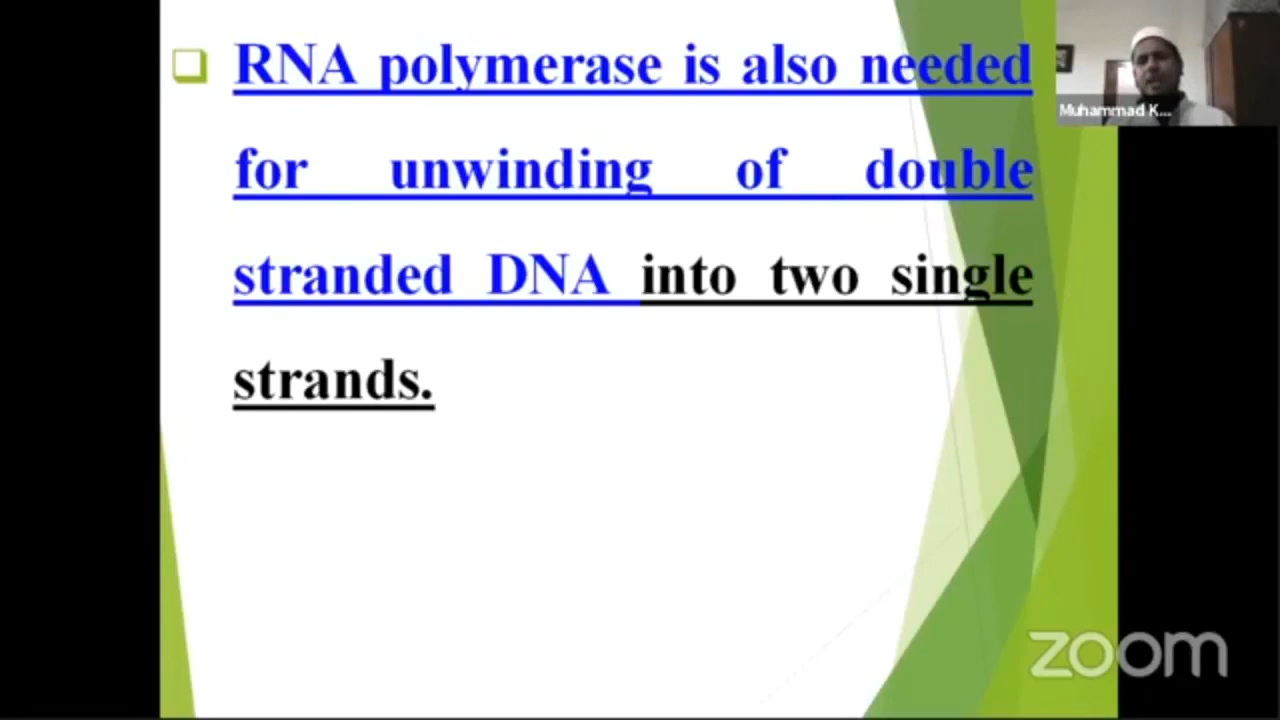 RNA polymerase is also needed
for unwinding of double
stranded DNA into two single
strands.
Muhammad K...
zoom